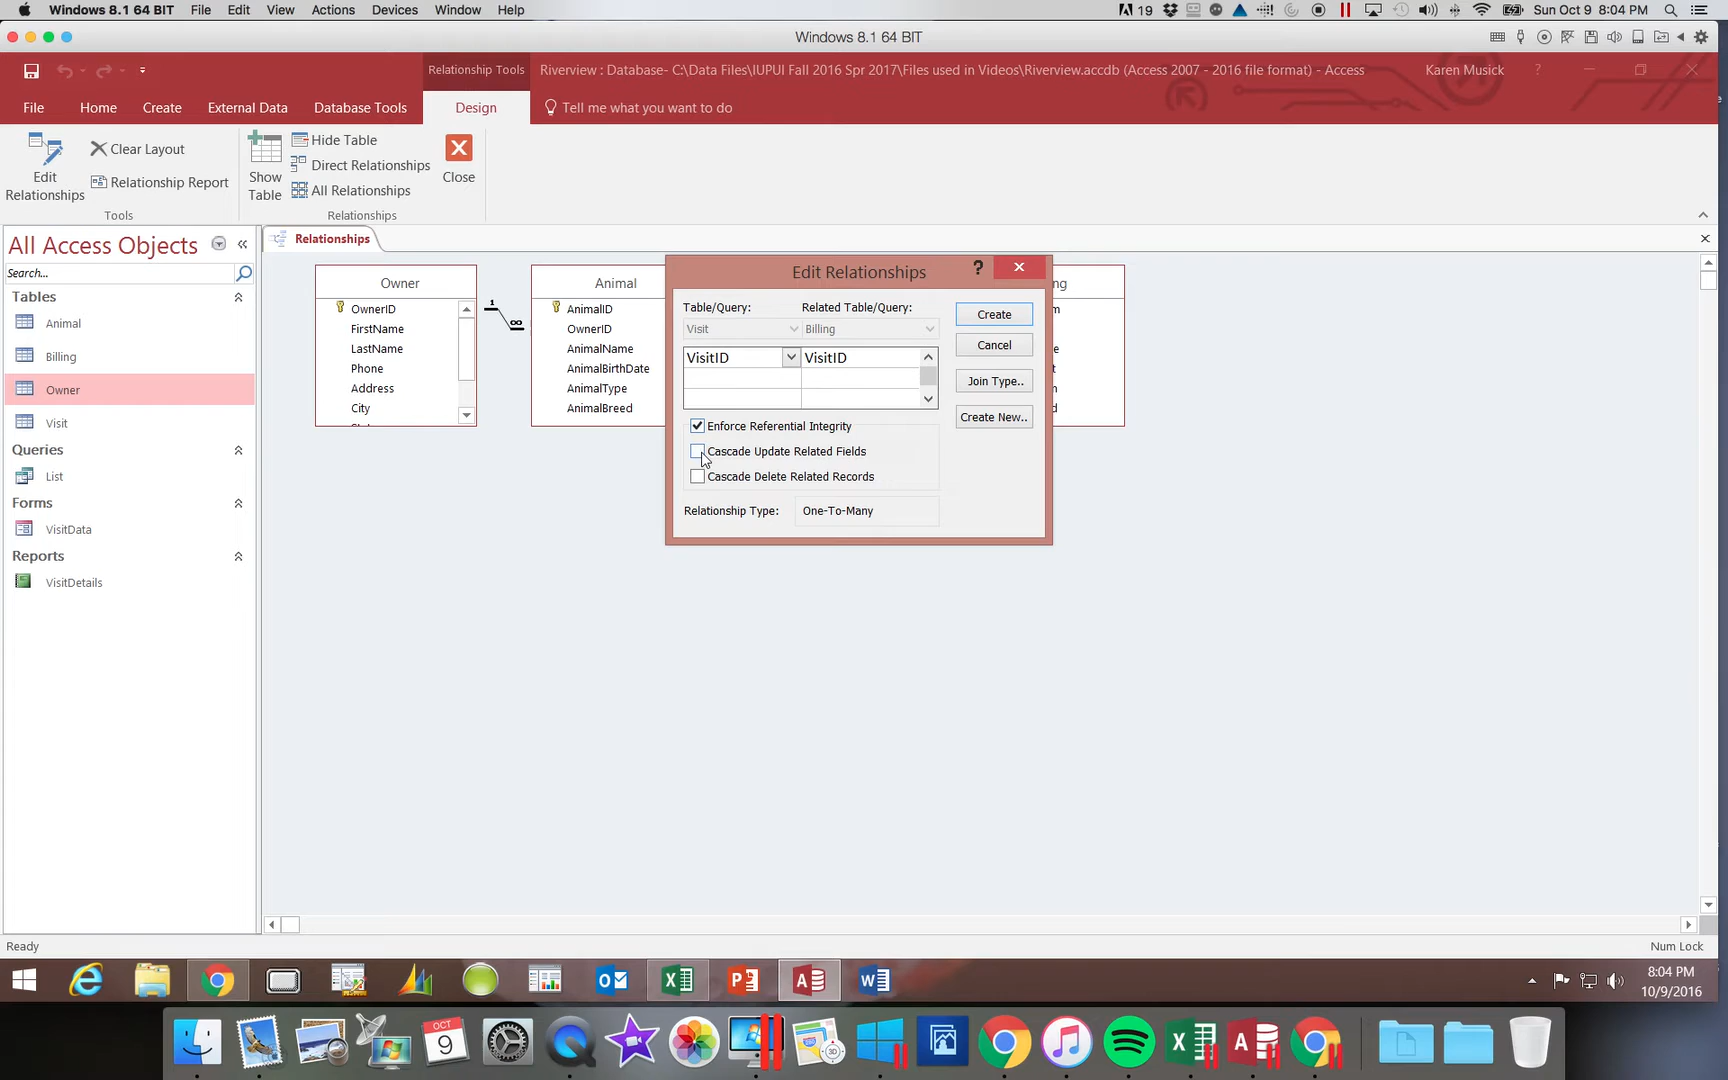 Windows 8.1 64 BIT File Edit View Actions Devices Window Help 19 Sun Oct 9 8:04 PM
Windows 8.1 64 BIT
Relationship Tools Riverview : Database- C:\Data Files\IUPUI Fall 2016 Spr 2017\Files used in Videos\Riverview.accdb (Access 2007 - 2016 file format) - Access Karen Musick ?
File Home Create External Data Database Tools Design Tell me what you want to do
Edit Relationships
Clear Layout
Relationship Report
Tools
Show Table
Hide Table
Direct Relationships
All Relationships
Relationships
Close
All Access Objects
Search...
Tables
Animal
Billing
Owner
Visit
Queries
List
Forms
VisitData
Reports
VisitDetails
Relationships
Owner
OwnerID
FirstName
LastName
Phone
Address
City
1
∞
Animal
AnimalID
OwnerID
AnimalName
AnimalBirthDate
AnimalType
AnimalBreed
ng
m
e
t
m
d
Edit Relationships ?
Table/Query: Related Table/Query:
Visit Billing
VisitID VisitID
Enforce Referential Integrity
Cascade Update Related Fields
Cascade Delete Related Records
Relationship Type: One-To-Many
Create
Cancel
Join Type..
Create New..
Ready Num Lock
8:04 PM
10/9/2016
OCT
9
3D